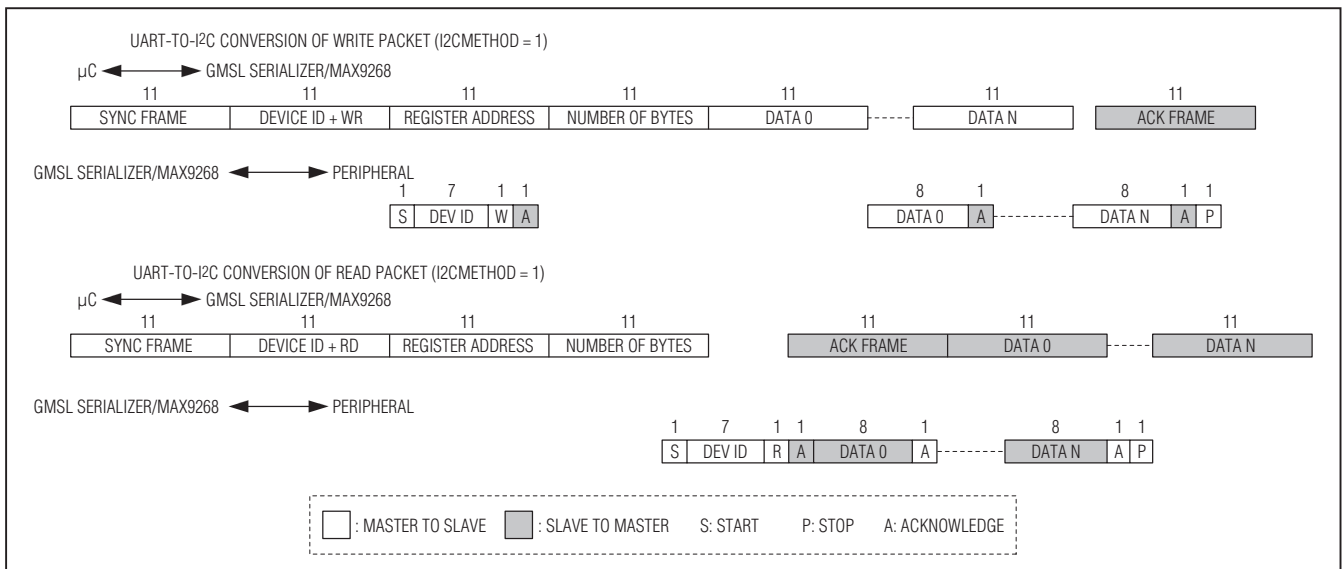 UART-TO-I2C CONVERSION OF WRITE PACKET (I2CMETHOD = 1)
µC GMSL SERIALIZER/MAX9268
11 11 11 11 11 11 11
SYNC FRAME DEVICE ID + WR REGISTER ADDRESS NUMBER OF BYTES DATA 0 DATA N ACK FRAME
GMSL SERIALIZER/MAX9268 PERIPHERAL
1 7 1 1 8 1 8 1 1
S DEV ID W A DATA 0 A DATA N A P
UART-TO-I2C CONVERSION OF READ PACKET (I2CMETHOD = 1)
µC GMSL SERIALIZER/MAX9268
11 11 11 11 11 11 11
SYNC FRAME DEVICE ID + RD REGISTER ADDRESS NUMBER OF BYTES ACK FRAME DATA 0 DATA N
GMSL SERIALIZER/MAX9268 PERIPHERAL
1 7 1 1 8 1 8 1 1
S DEV ID R A DATA 0 A DATA N A P
: MASTER TO SLAVE : SLAVE TO MASTER S: START P: STOP A: ACKNOWLEDGE